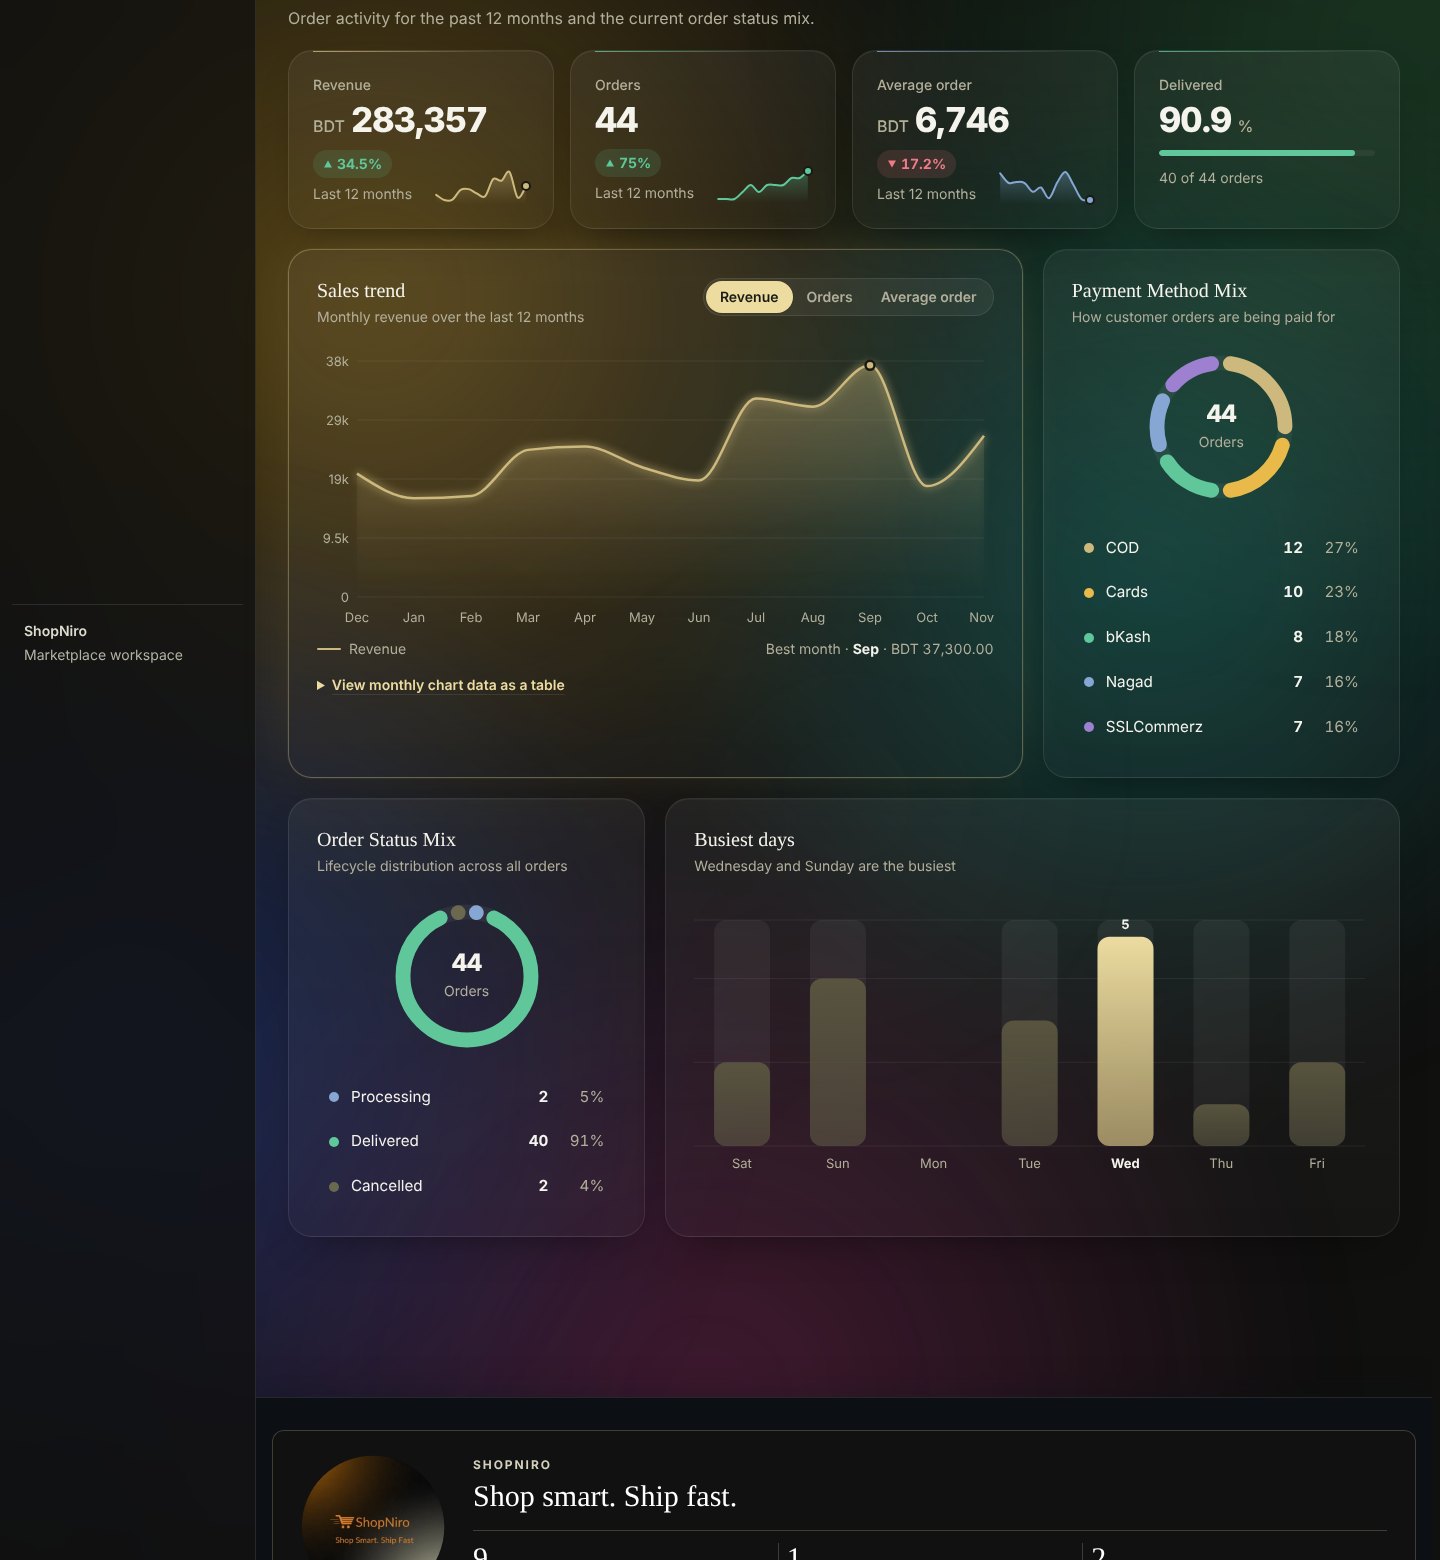 Order activity for the past 12 months and the current order status mix.
Revenue
BDT 283,357
▲ 34.5%
Last 12 months
Orders
44
▲ 75%
Last 12 months
Average order
BDT 6,746
▼ 17.2%
Last 12 months
Delivered
90.9 %
40 of 44 orders
Sales trend
Monthly revenue over the last 12 months
Revenue Orders Average order
38k
29k
19k
9.5k
0
Dec Jan Feb Mar Apr May Jun Jul Aug Sep Oct Nov
Revenue
Best month · Sep · BDT 37,300.00
▶ View monthly chart data as a table
Payment Method Mix
How customer orders are being paid for
44
Orders
COD 12 27%
Cards 10 23%
bKash 8 18%
Nagad 7 16%
SSLCommerz 7 16%
ShopNiro
Marketplace workspace
Order Status Mix
Lifecycle distribution across all orders
44
Orders
Processing 2 5%
Delivered 40 91%
Cancelled 2 4%
Busiest days
Wednesday and Sunday are the busiest
5
Sat Sun Mon Tue Wed Thu Fri
ShopNiro
Shop Smart. Ship Fast
SHOPNIRO
Shop smart. Ship fast.
9 1 2